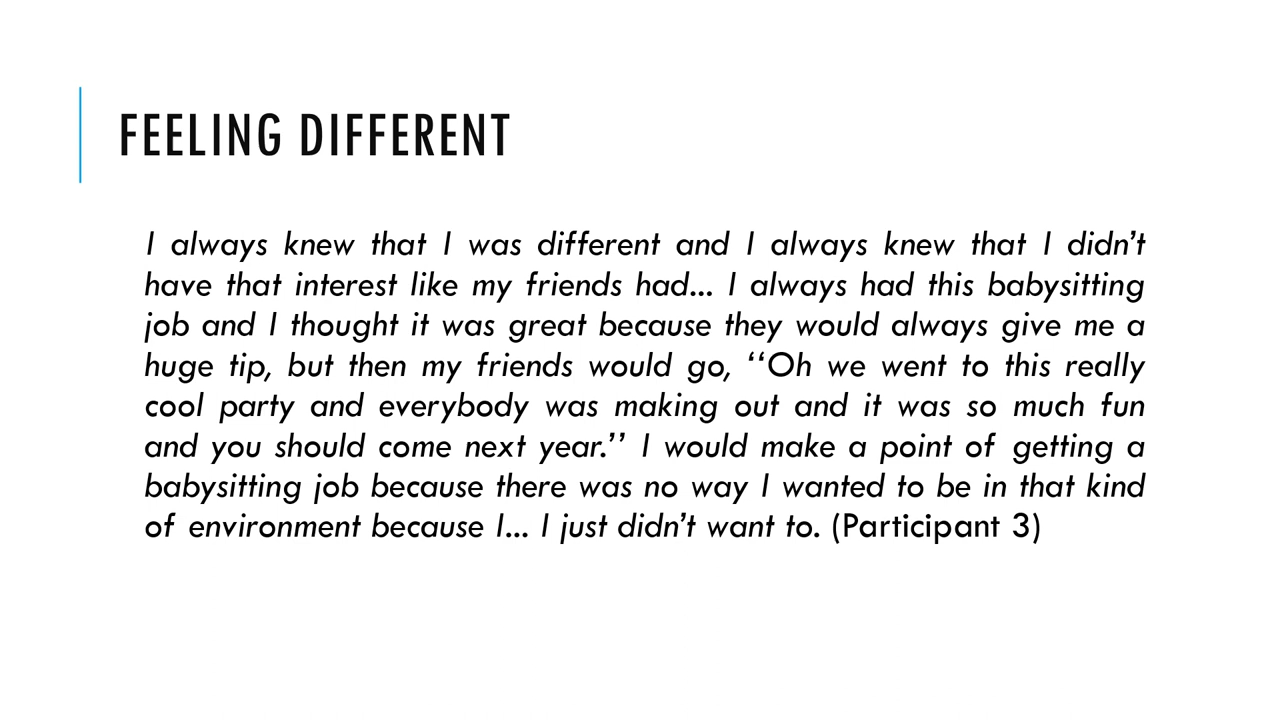 FEELING DIFFERENT
I always knew that I was different and I always knew that I didn’t
have that interest like my friends had... I always had this babysitting
job and I thought it was great because they would always give me a
huge tip, but then my friends would go, ‘‘Oh we went to this really
cool party and everybody was making out and it was so much fun
and you should come next year.’’ I would make a point of getting a
babysitting job because there was no way I wanted to be in that kind
of environment because I... I just didn’t want to. (Participant 3)